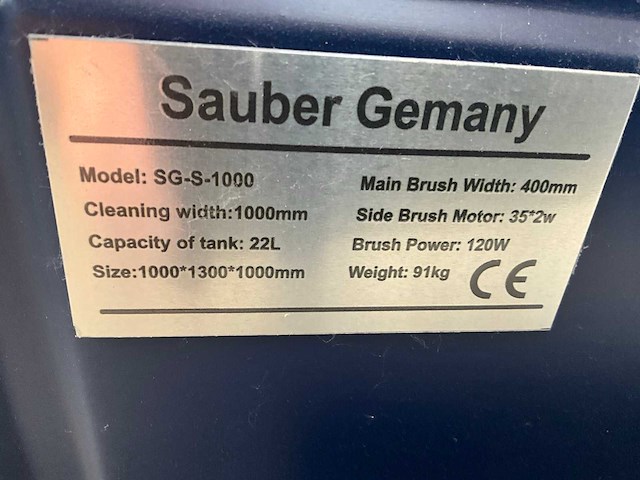 Sauber Gemany
Model: SG-S-1000
Cleaning width:1000mm
Capacity of tank: 22L
Size:1000*1300*1000mm
Main Brush Width: 400mm
Side Brush Motor: 35*2w
Brush Power: 120W
Weight: 91kg
CE